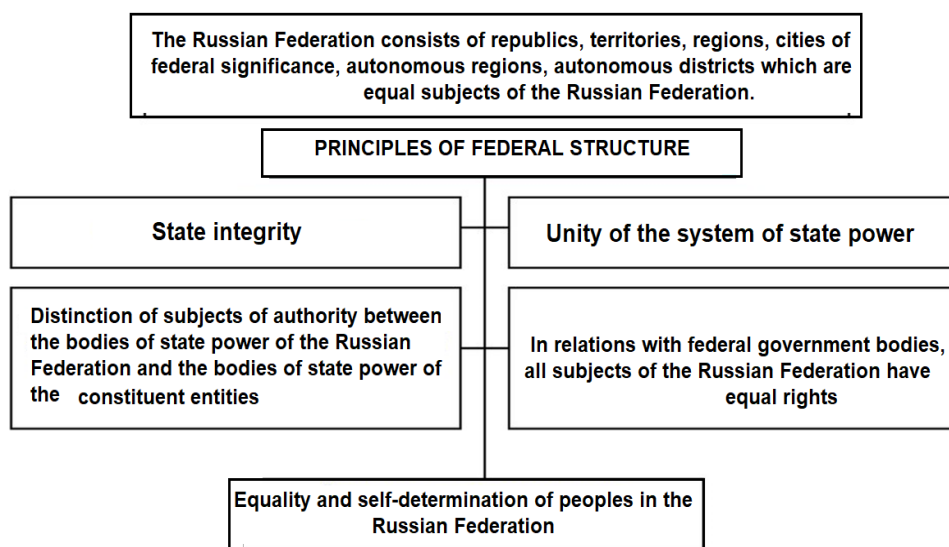 The Russian Federation consists of republics, territories, regions, cities of
federal significance, autonomous regions, autonomous districts which are
equal subjects of the Russian Federation.
PRINCIPLES OF FEDERAL STRUCTURE
State integrity
Unity of the system of state power
Distinction of subjects of authority between
the bodies of state power of the Russian
Federation and the bodies of state power of
the constituent entities
In relations with federal government bodies,
all subjects of the Russian Federation have
equal rights
Equality and self-determination of peoples in the
Russian Federation